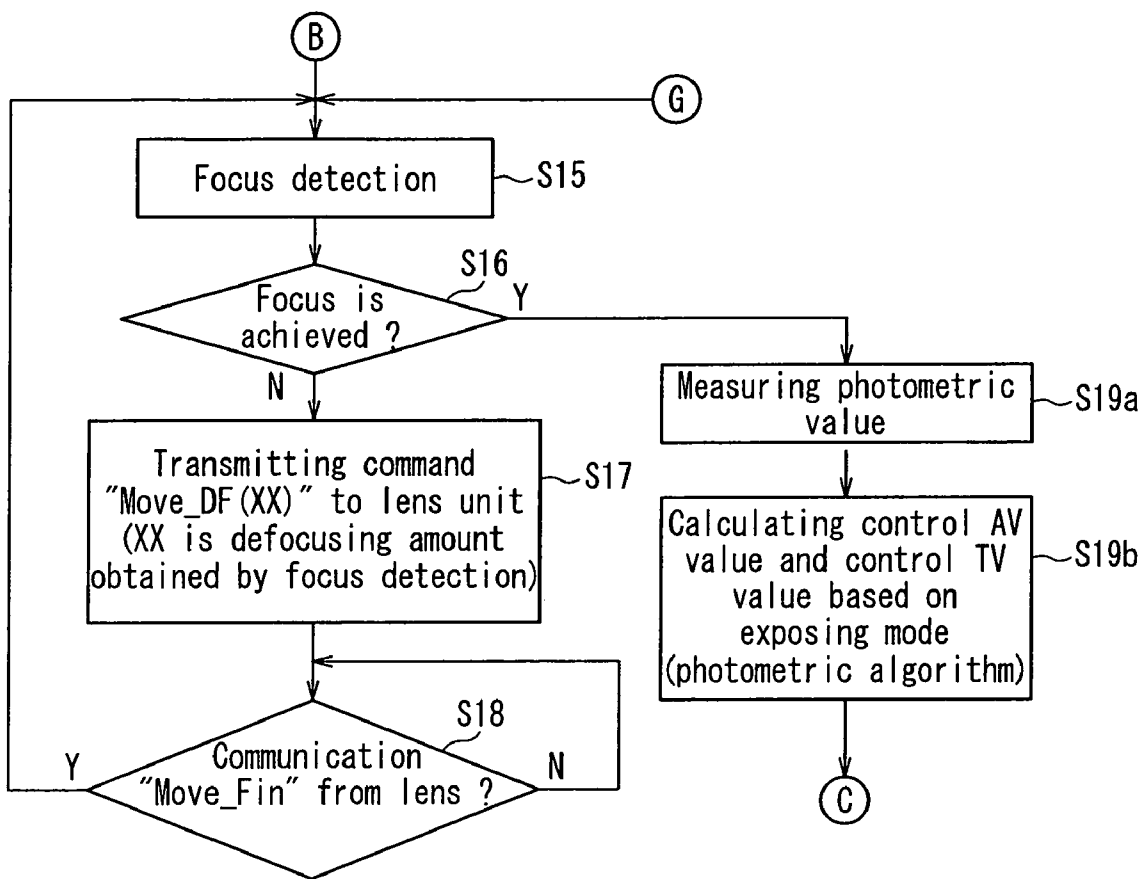 B
G
Focus detection
S15
S16
Focus is
achieved ?
Y
N
Transmitting command
"Move_DF(XX)" to lens unit
(XX is defocusing amount
obtained by focus detection)
S17
S18
Communication
"Move_Fin" from lens ?
Y
N
Measuring photometric
value
S19a
Calculating control AV
value and control TV
value based on
exposing mode
(photometric algorithm)
S19b
C